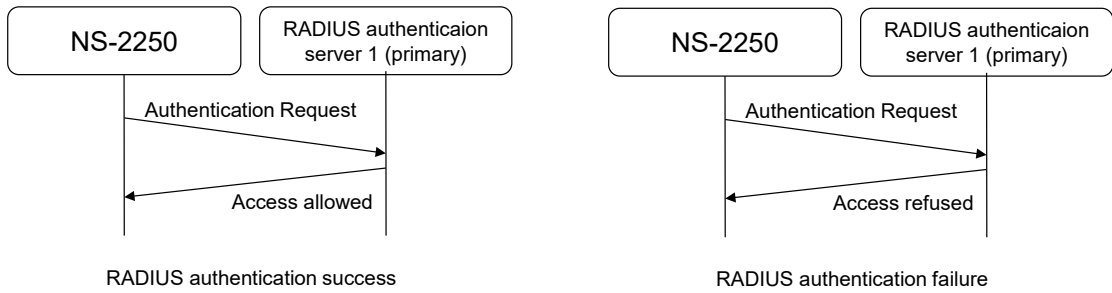 NS-2250
RADIUS authenticaion
server 1 (primary)
Authentication Request
Access allowed
RADIUS authentication success
NS-2250
RADIUS authenticaion
server 1 (primary)
Authentication Request
Access refused
RADIUS authentication failure